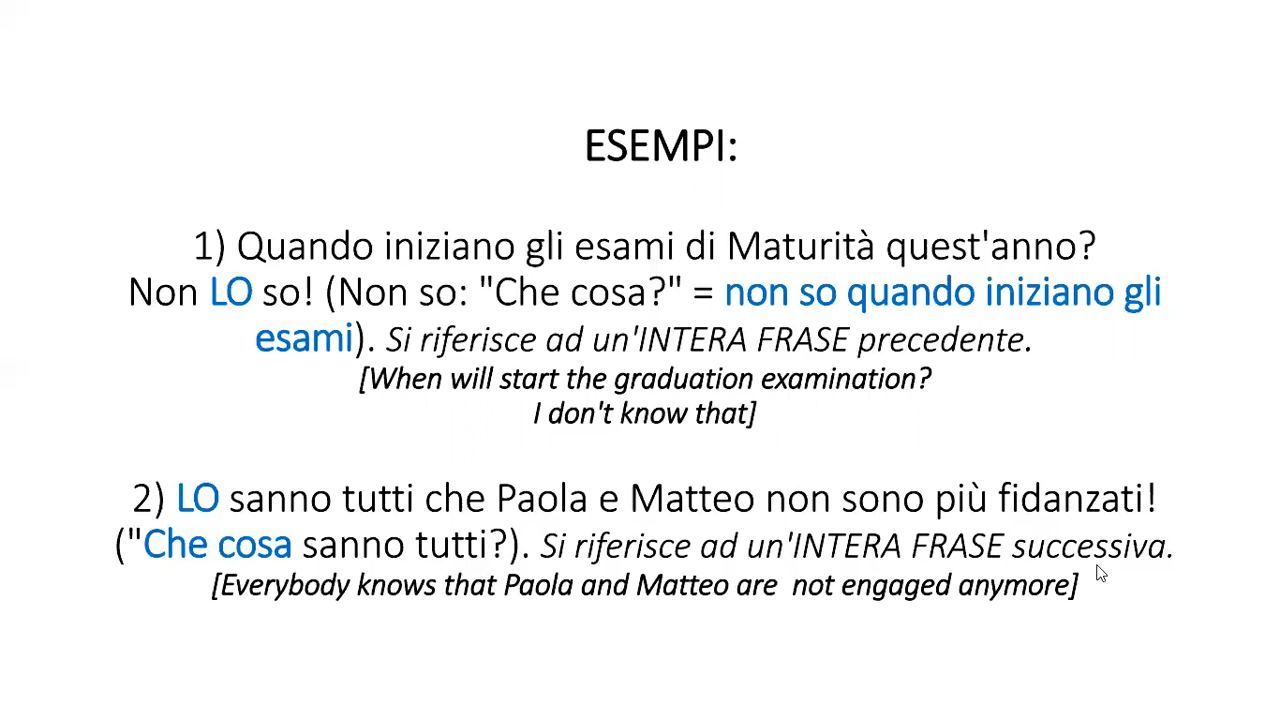 ESEMPI:
1) Quando iniziano gli esami di Maturità quest'anno?
Non LO so! (Non so: "Che cosa?" = non so quando iniziano gli
esami). Si riferisce ad un'INTERA FRASE precedente.
[When will start the graduation examination?
I don't know that]
2) LO sanno tutti che Paola e Matteo non sono più fidanzati!
("Che cosa sanno tutti?). Si riferisce ad un'INTERA FRASE successiva.
[Everybody knows that Paola and Matteo are  not engaged anymore]